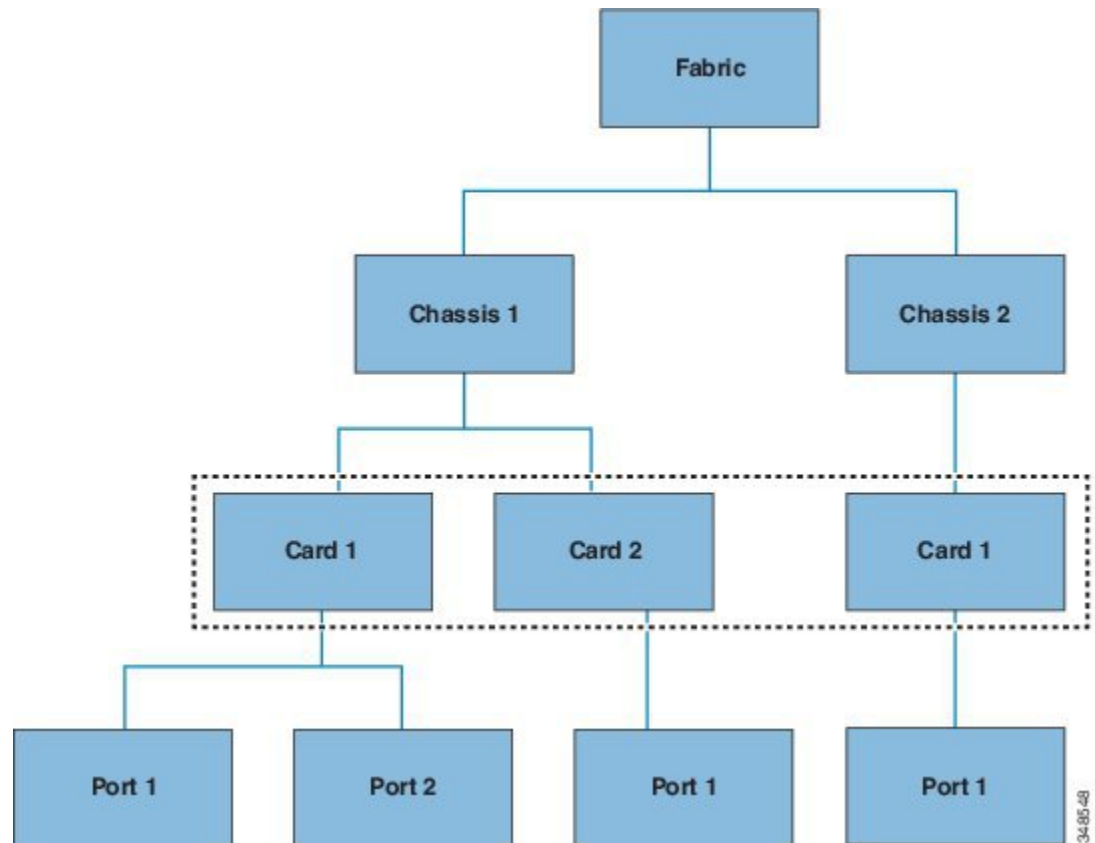 Fabric
Chassis 1
Chassis 2
Card 1
Card 2
Card 1
Port 1
Port 2
Port 1
Port 1
348548